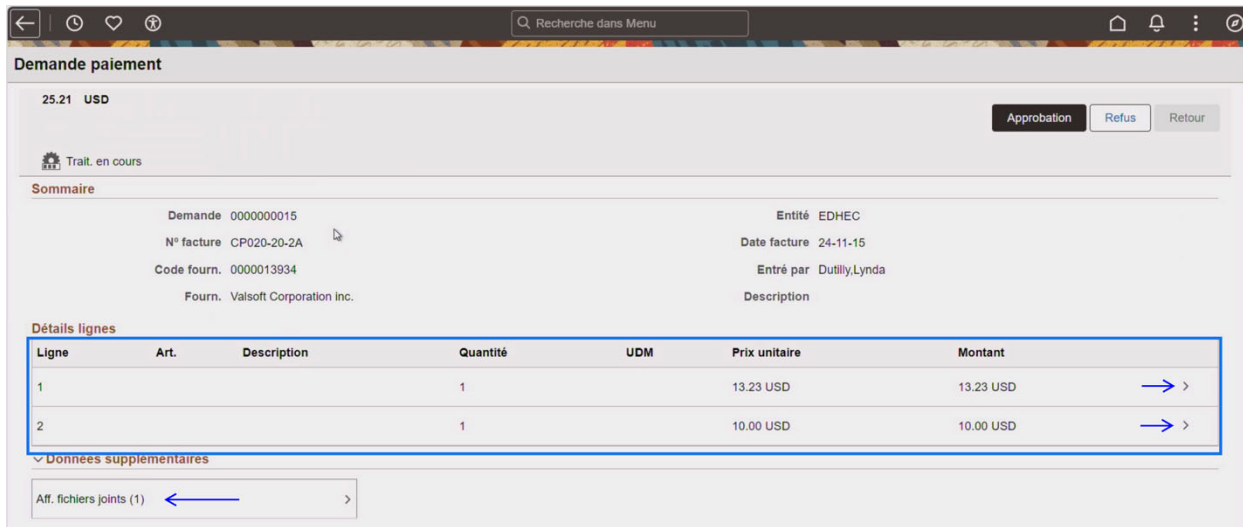 Recherche dans Menu
Demande paiement
25.21 USD
Approbation Refus Retour
Trait. en cours
Sommaire
Demande 0000000015 Entité EDHEC
Nº facture CP020-20-2A Date facture 24-11-15
Code fourn. 0000013934 Entré par Dutilly,Lynda
Fourn. Valsoft Corporation inc. Description
Détails lignes
Ligne Art. Description Quantité UDM Prix unitaire Montant
1 1 13.23 USD 13.23 USD
2 1 10.00 USD 10.00 USD
Données supplémentaires
Aff. fichiers joints (1)